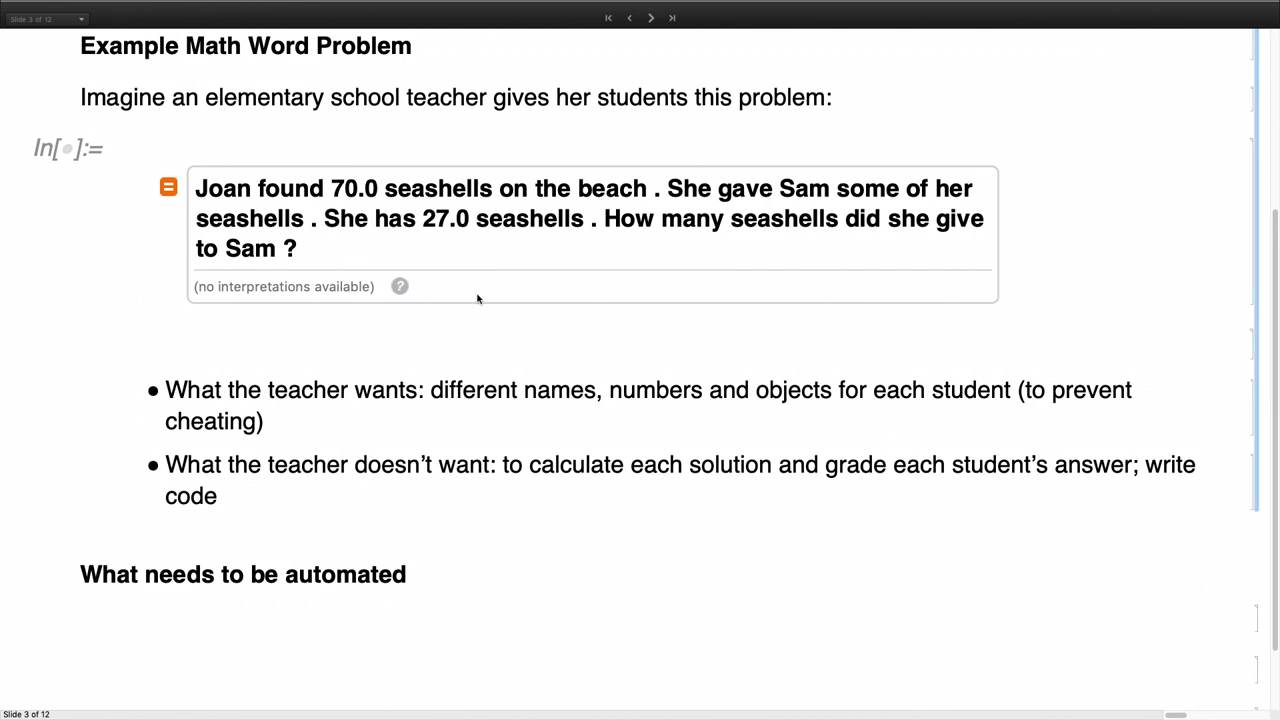 Slide 3 of 12
Example Math Word Problem
Imagine an elementary school teacher gives her students this problem:
In[●]:=
Joan found 70.0 seashells on the beach . She gave Sam some of her
seashells . She has 27.0 seashells . How many seashells did she give
to Sam ?
(no interpretations available) ?
● What the teacher wants: different names, numbers and objects for each student (to prevent
cheating)
● What the teacher doesn’t want: to calculate each solution and grade each student’s answer; write
code
What needs to be automated
Slide 3 of 12